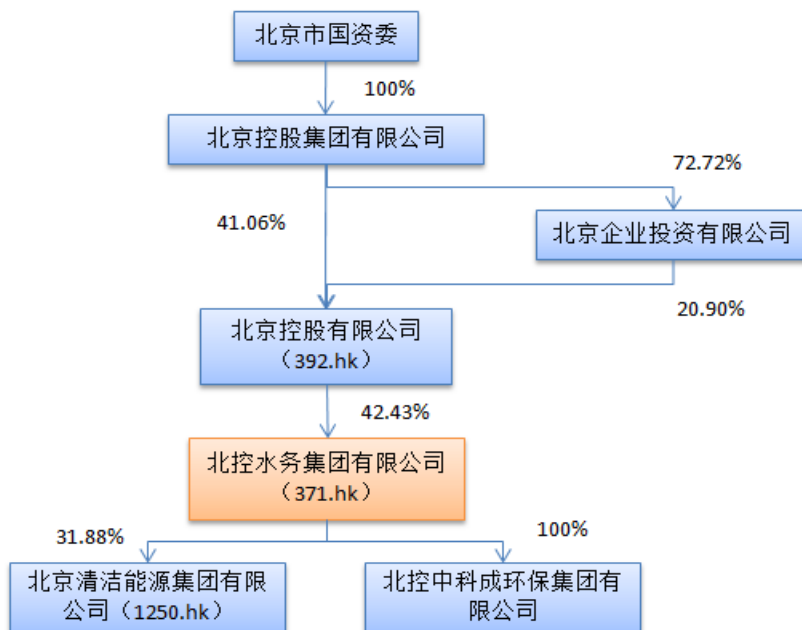 北京市国资委
100%
北京控股集团有限公司
72.72%
41.06%
北京企业投资有限公司
20.90%
北京控股有限公司
（392.hk）
42.43%
北控水务集团有限公司
（371.hk）
31.88%
100%
北京清洁能源集团有限
公司（1250.hk）
北控中科成环保集团有
限公司